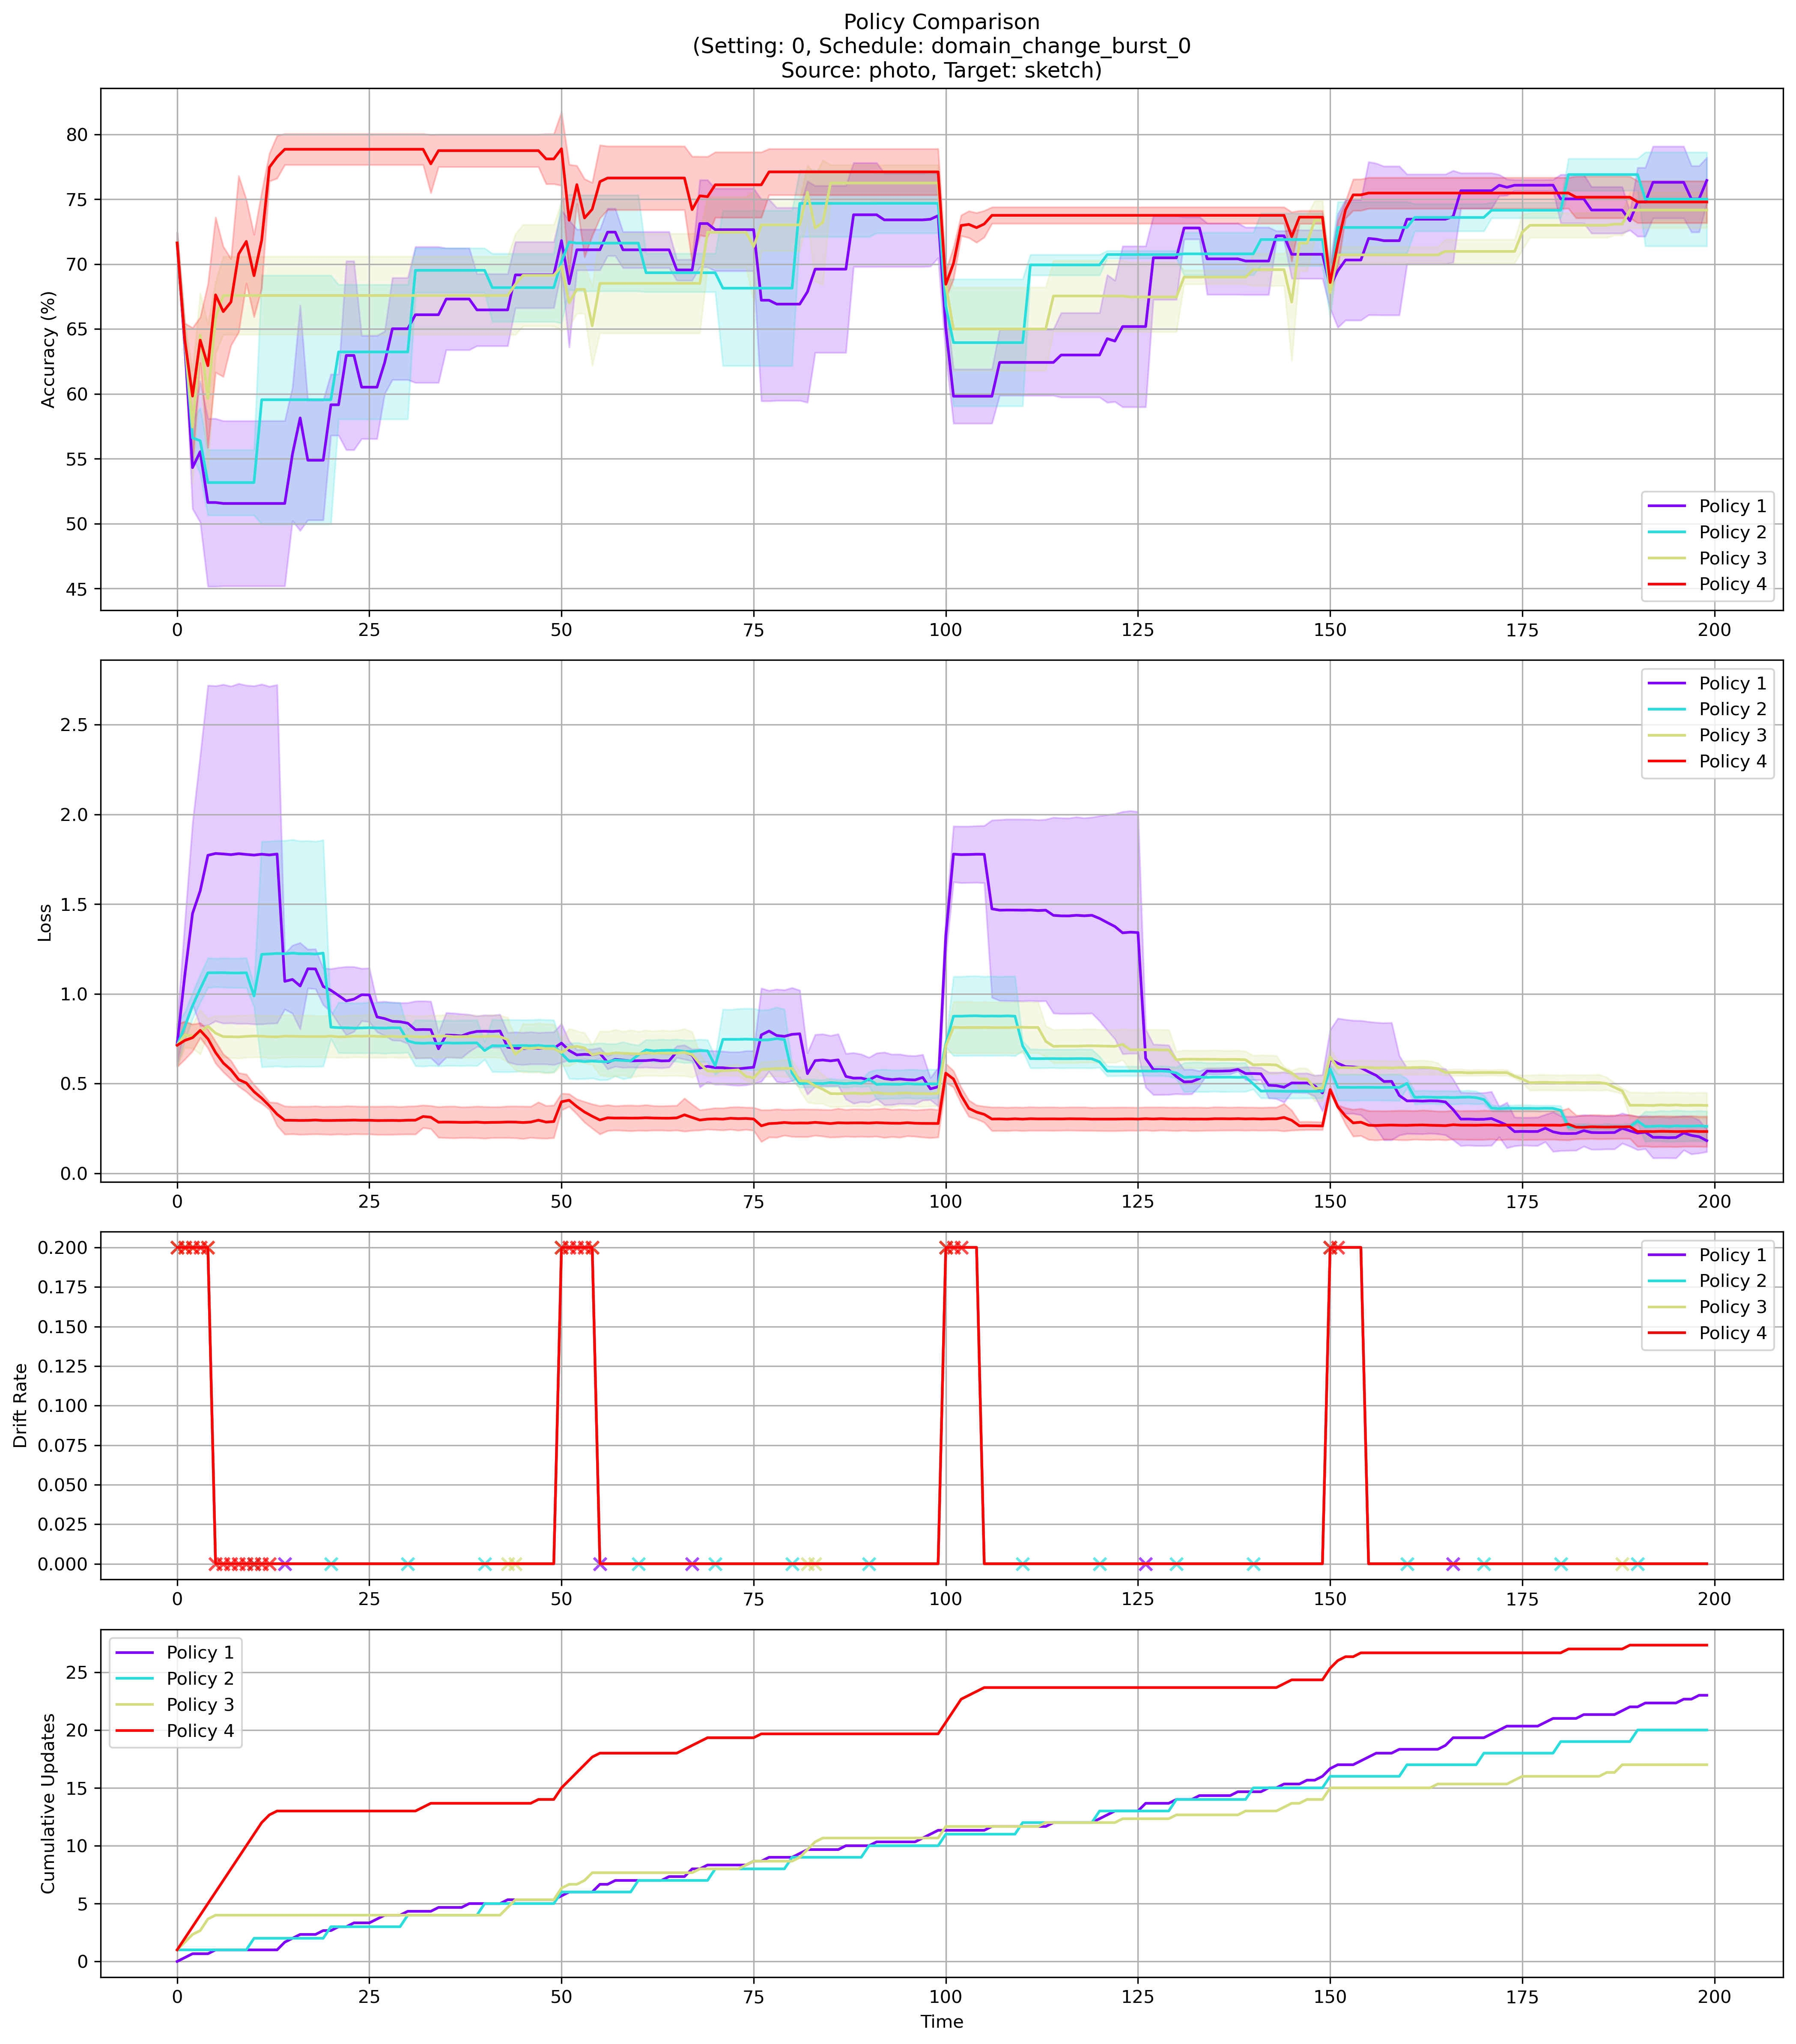 Policy Comparison
(Setting: 0, Schedule: domain_change_burst_0
Source: photo, Target: sketch)
Accuracy (%)
80
75
70
65
60
55
50
45
0 25 50 75 100 125 150 175 200
Policy 1
Policy 2
Policy 3
Policy 4
Loss
2.5
2.0
1.5
1.0
0.5
0.0
0 25 50 75 100 125 150 175 200
Policy 1
Policy 2
Policy 3
Policy 4
Drift Rate
0.200
0.175
0.150
0.125
0.100
0.075
0.050
0.025
0.000
0 25 50 75 100 125 150 175 200
Policy 1
Policy 2
Policy 3
Policy 4
Cumulative Updates
25
20
15
10
5
0
0 25 50 75 100 125 150 175 200
Policy 1
Policy 2
Policy 3
Policy 4
Time